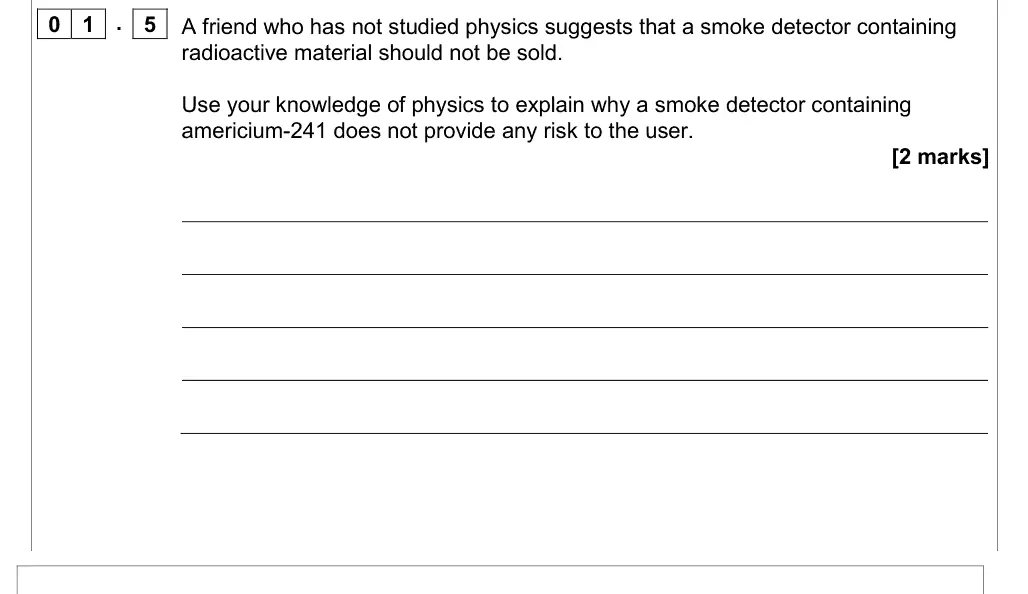 0 1 . 5 A friend who has not studied physics suggests that a smoke detector containing
radioactive material should not be sold.
Use your knowledge of physics to explain why a smoke detector containing
americium-241 does not provide any risk to the user.
[2 marks]